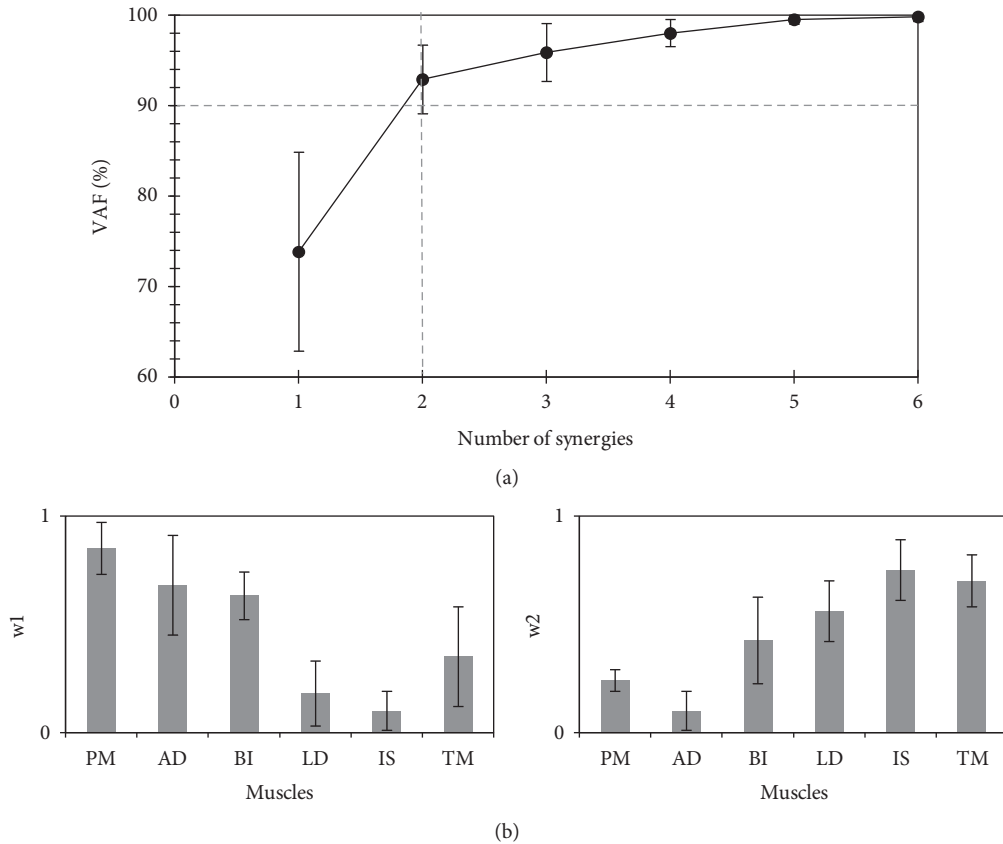 100
90
80
70
60
VAF (%)
0 1 2 3 4 5 6
Number of synergies
(a)
1
0
w1
PM AD BI LD IS TM
Muscles
1
0
w2
PM AD BI LD IS TM
Muscles
(b)